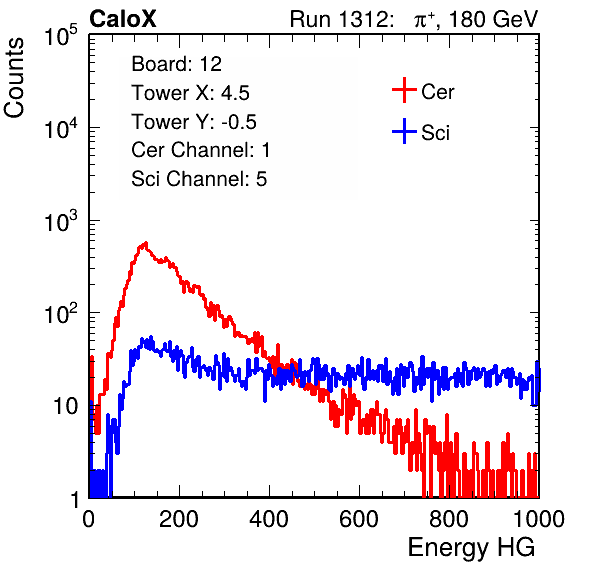 CaloX Run 1312: π⁺, 180 GeV
Counts
Board: 12
Tower X: 4.5
Tower Y: -0.5
Cer Channel: 1
Sci Channel: 5
Cer
Sci
10⁵
10⁴
10³
10²
10
1
0 200 400 600 800 1000
Energy HG